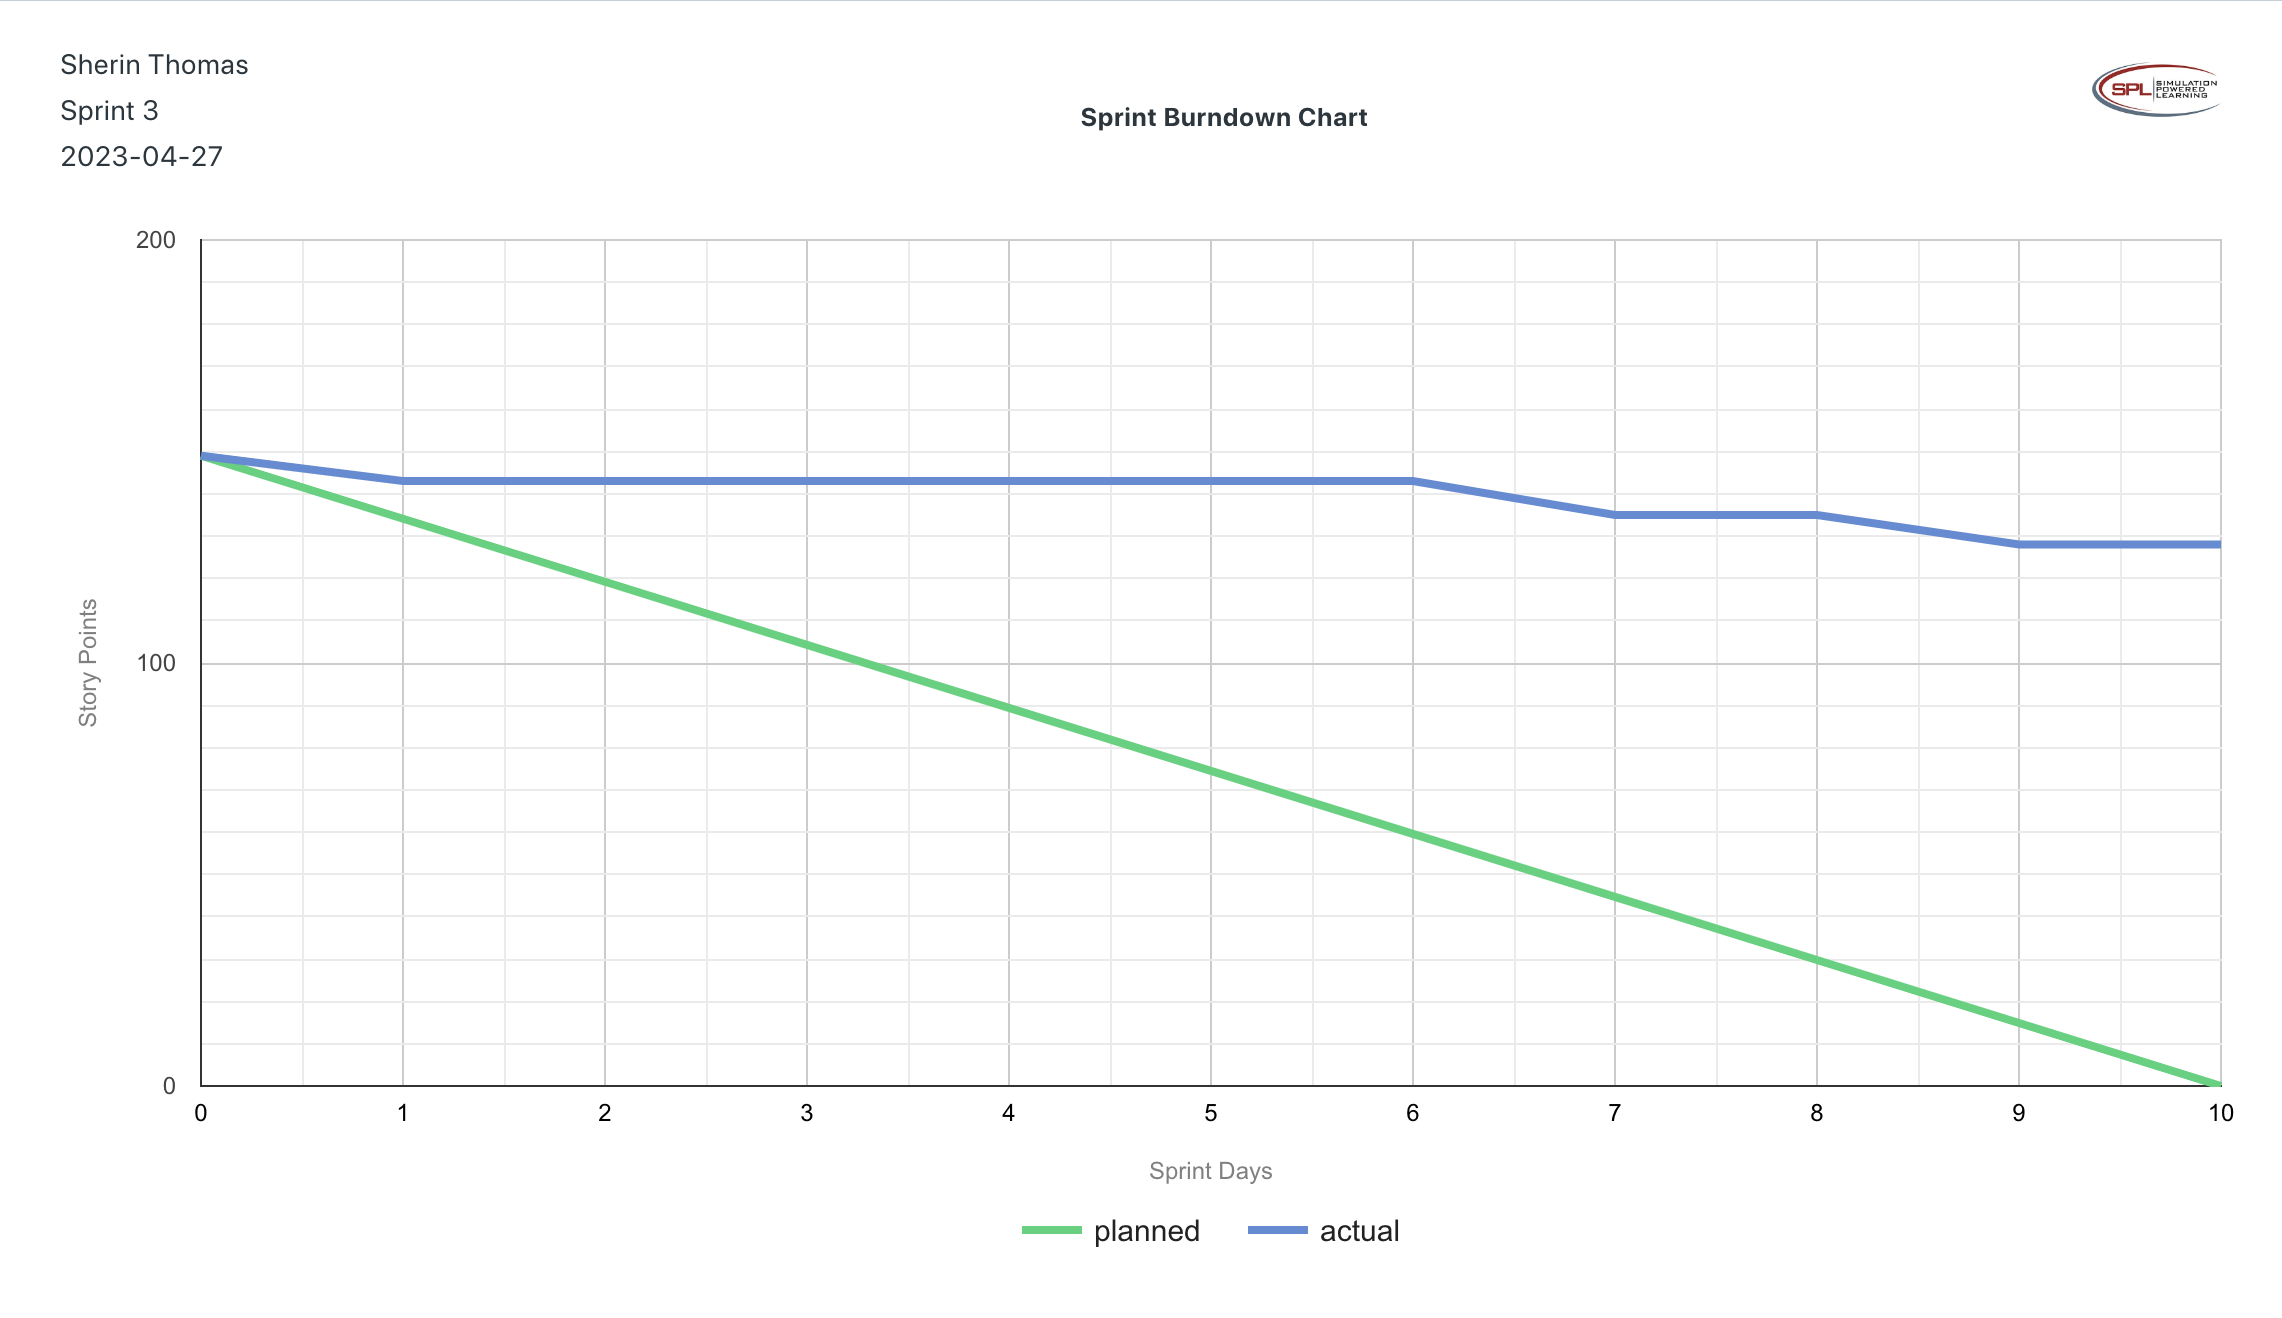 Sherin Thomas
Sprint 3
2023-04-27
Sprint Burndown Chart
SPL
SIMULATION
POWERED
LEARNING
200
100
0
Story Points
0 1 2 3 4 5 6 7 8 9 10
Sprint Days
planned actual